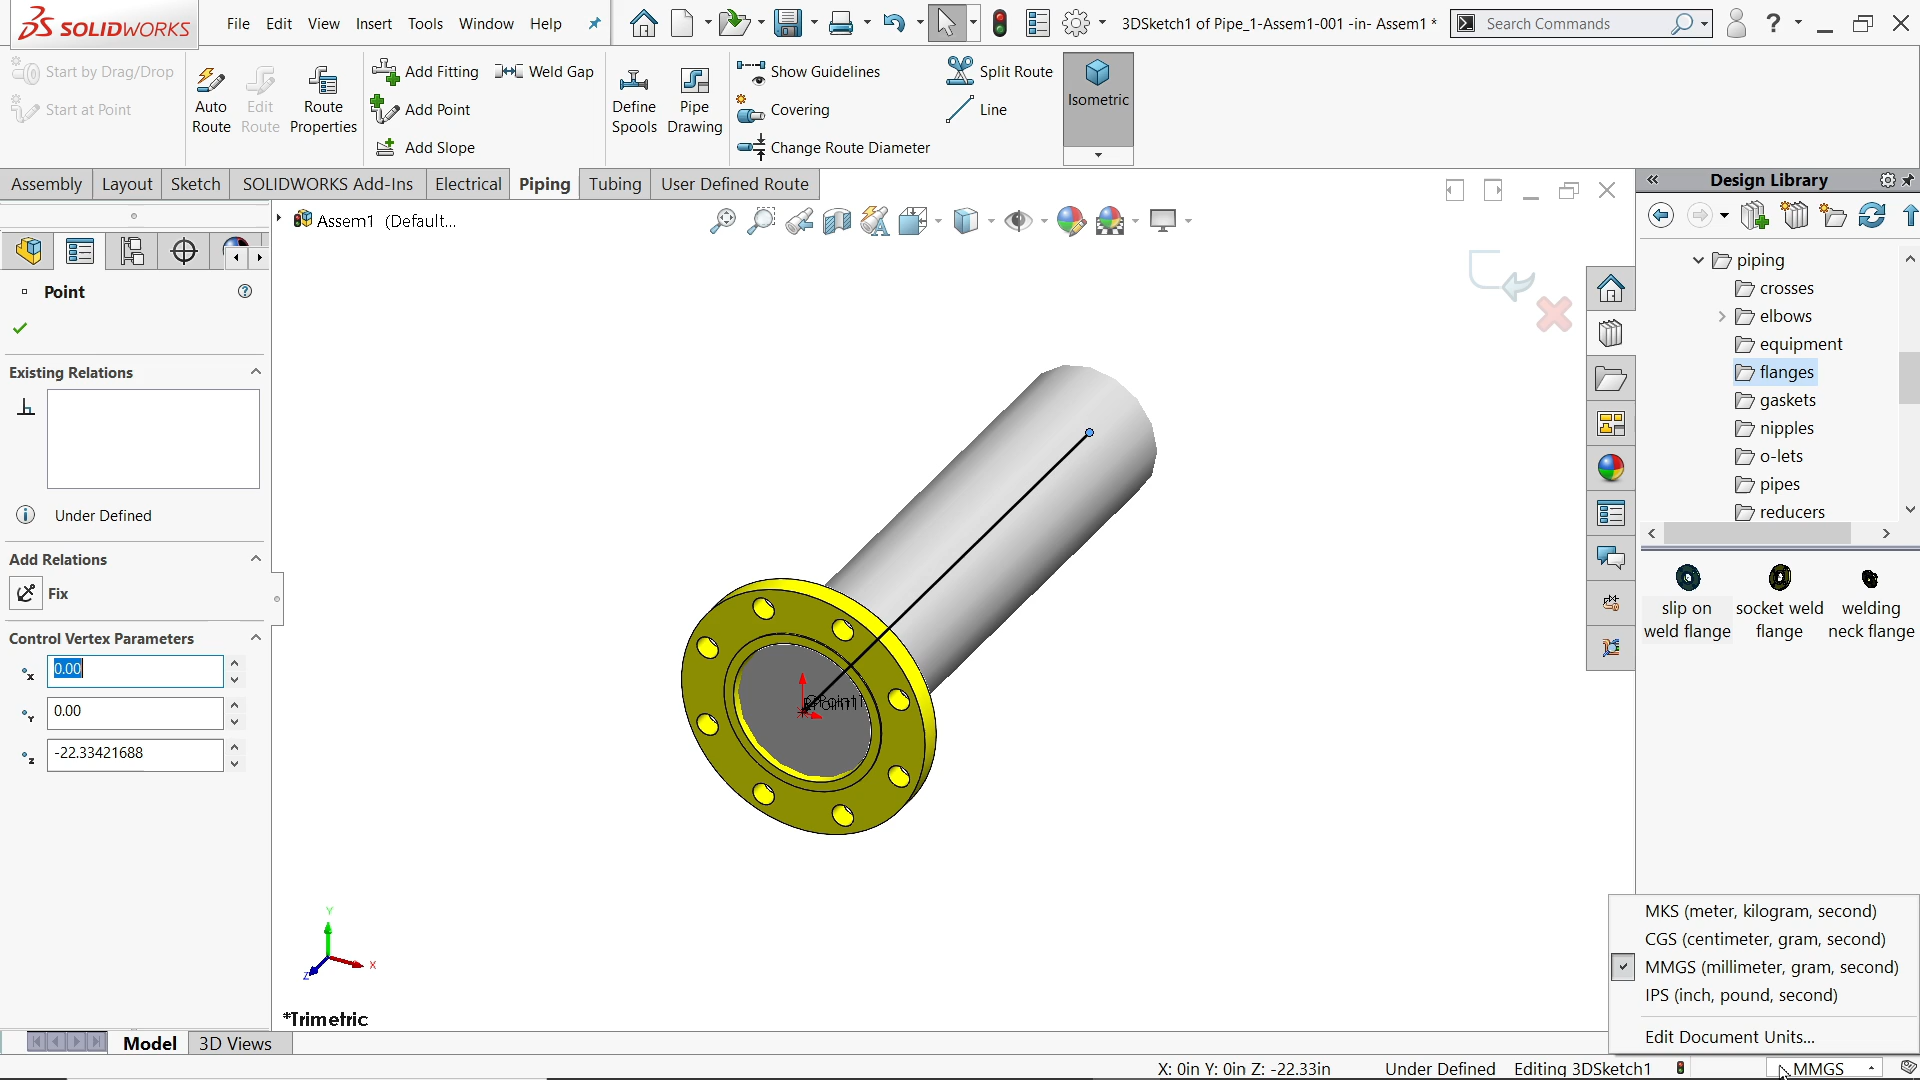 SOLIDWORKS
File Edit View Insert Tools Window Help
3DSketch1 of Pipe_1-Assem1-001 -in- Assem1 *
Search Commands
?
Start by Drag/Drop
Start at Point
Auto Route
Edit Route
Route Properties
Add Fitting
Weld Gap
Add Point
Add Slope
Define Spools
Pipe Drawing
Show Guidelines
Covering
Change Route Diameter
Split Route
Line
Isometric
Assembly Layout Sketch SOLIDWORKS Add-Ins Electrical Piping Tubing User Defined Route
Assem1 (Default...
Point
Existing Relations
Under Defined
Add Relations
Fix
Control Vertex Parameters
x 0.00
Y 0.00
z -22.33421688
Y
X
Z
*Trimetric
Model 3D Views
Design Library
piping
crosses
elbows
equipment
flanges
gaskets
nipples
o-lets
pipes
reducers
slip on weld flange
socket weld flange
welding neck flange
MKS (meter, kilogram, second)
CGS (centimeter, gram, second)
MMGS (millimeter, gram, second)
IPS (inch, pound, second)
Edit Document Units...
X: 0in Y: 0in Z: -22.33in
Under Defined
Editing 3DSketch1
MMGS